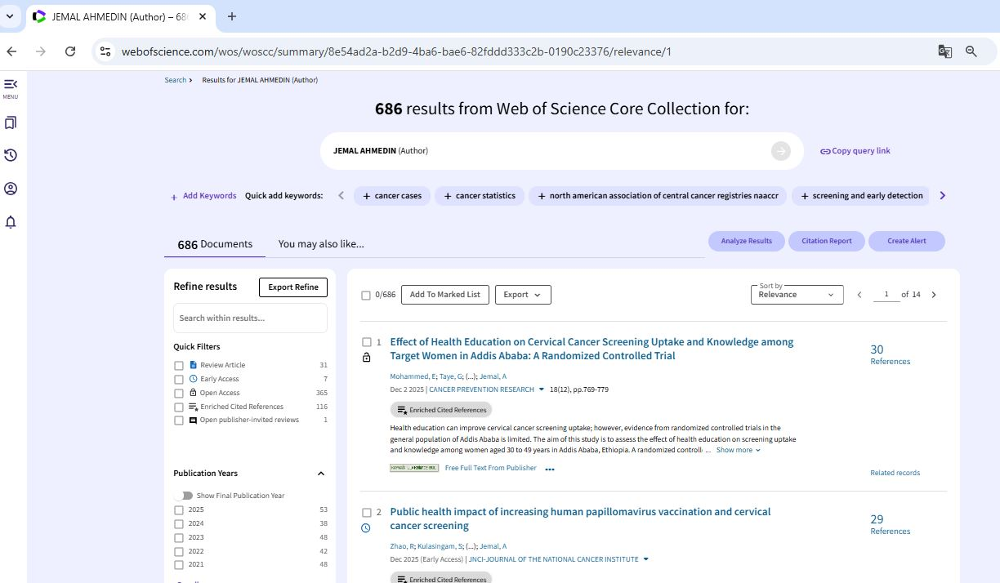 JEMAL AHMEDIN (Author) – 68
webofscience.com/wos/woscc/summary/8e54ad2a-b2d9-4ba6-bae6-82fddd333c2b-0190c23376/relevance/1
MENU
Search > Results for JEMAL AHMEDIN (Author)
686 results from Web of Science Core Collection for:
JEMAL AHMEDIN (Author)
Copy query link
+ Add Keywords Quick add keywords: + cancer cases + cancer statistics + north american association of central cancer registries naaccr + screening and early detection
686 Documents You may also like...
Analyze Results Citation Report Create Alert
Refine results Export Refine
Search within results...
Quick Filters
Review Article 31
Early Access 7
Open Access 365
Enriched Cited References 116
Open publisher-invited reviews 1
Publication Years
Show Final Publication Year
2025 53
2024 38
2023 48
2022 42
2021 48
0/686 Add To Marked List Export
Sort by
Relevance
1 of 14
1 Effect of Health Education on Cervical Cancer Screening Uptake and Knowledge among
Target Women in Addis Ababa: A Randomized Controlled Trial
30
References
Mohammed, E; Taye, G; (...); Jemal, A
Dec 2 2025 | CANCER PREVENTION RESEARCH 18(12), pp.769-779
Enriched Cited References
Health education can improve cervical cancer screening uptake; however, evidence from randomized controlled trials in the
general population of Addis Ababa is limited. The aim of this study is to assess the effect of health education on screening uptake
and knowledge among women aged 30 to 49 years in Addis Ababa, Ethiopia. A randomized controll ... Show more
Free Full Text From Publisher •••
Related records
2 Public health impact of increasing human papillomavirus vaccination and cervical
cancer screening
29
References
Zhao, R; Kulasingam, S; (...); Jemal, A
Dec 2025 (Early Access) | JNCI-JOURNAL OF THE NATIONAL CANCER INSTITUTE
Enriched Cited References